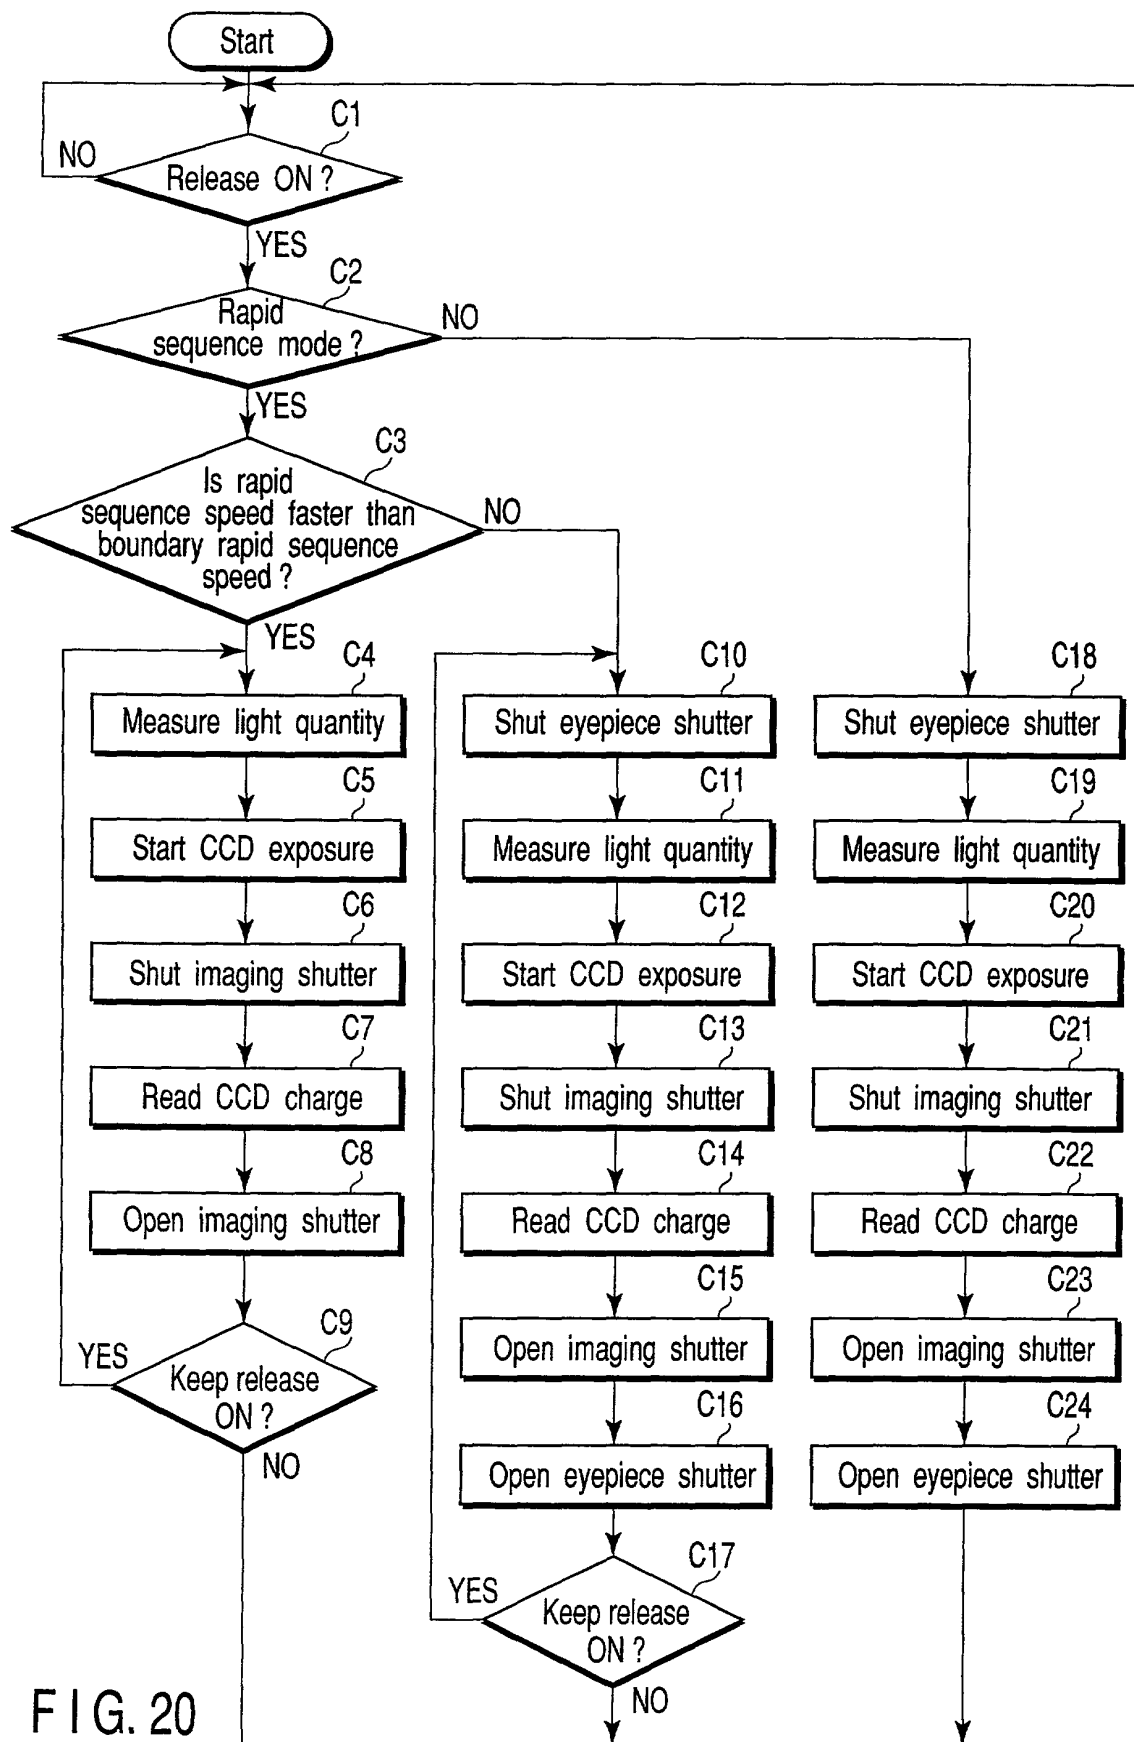 Start
C1
NO
Release ON ?
YES
C2
Rapid
sequence mode ?
NO
YES
C3
Is rapid
sequence speed faster than
boundary rapid sequence
speed ?
NO
YES
C4
Measure light quantity
C5
Start CCD exposure
C6
Shut imaging shutter
C7
Read CCD charge
C8
Open imaging shutter
C9
YES
Keep release
ON ?
NO
C10
Shut eyepiece shutter
C11
Measure light quantity
C12
Start CCD exposure
C13
Shut imaging shutter
C14
Read CCD charge
C15
Open imaging shutter
C16
Open eyepiece shutter
C17
YES
Keep release
ON ?
NO
C18
Shut eyepiece shutter
C19
Measure light quantity
C20
Start CCD exposure
C21
Shut imaging shutter
C22
Read CCD charge
C23
Open imaging shutter
C24
Open eyepiece shutter
FIG. 20